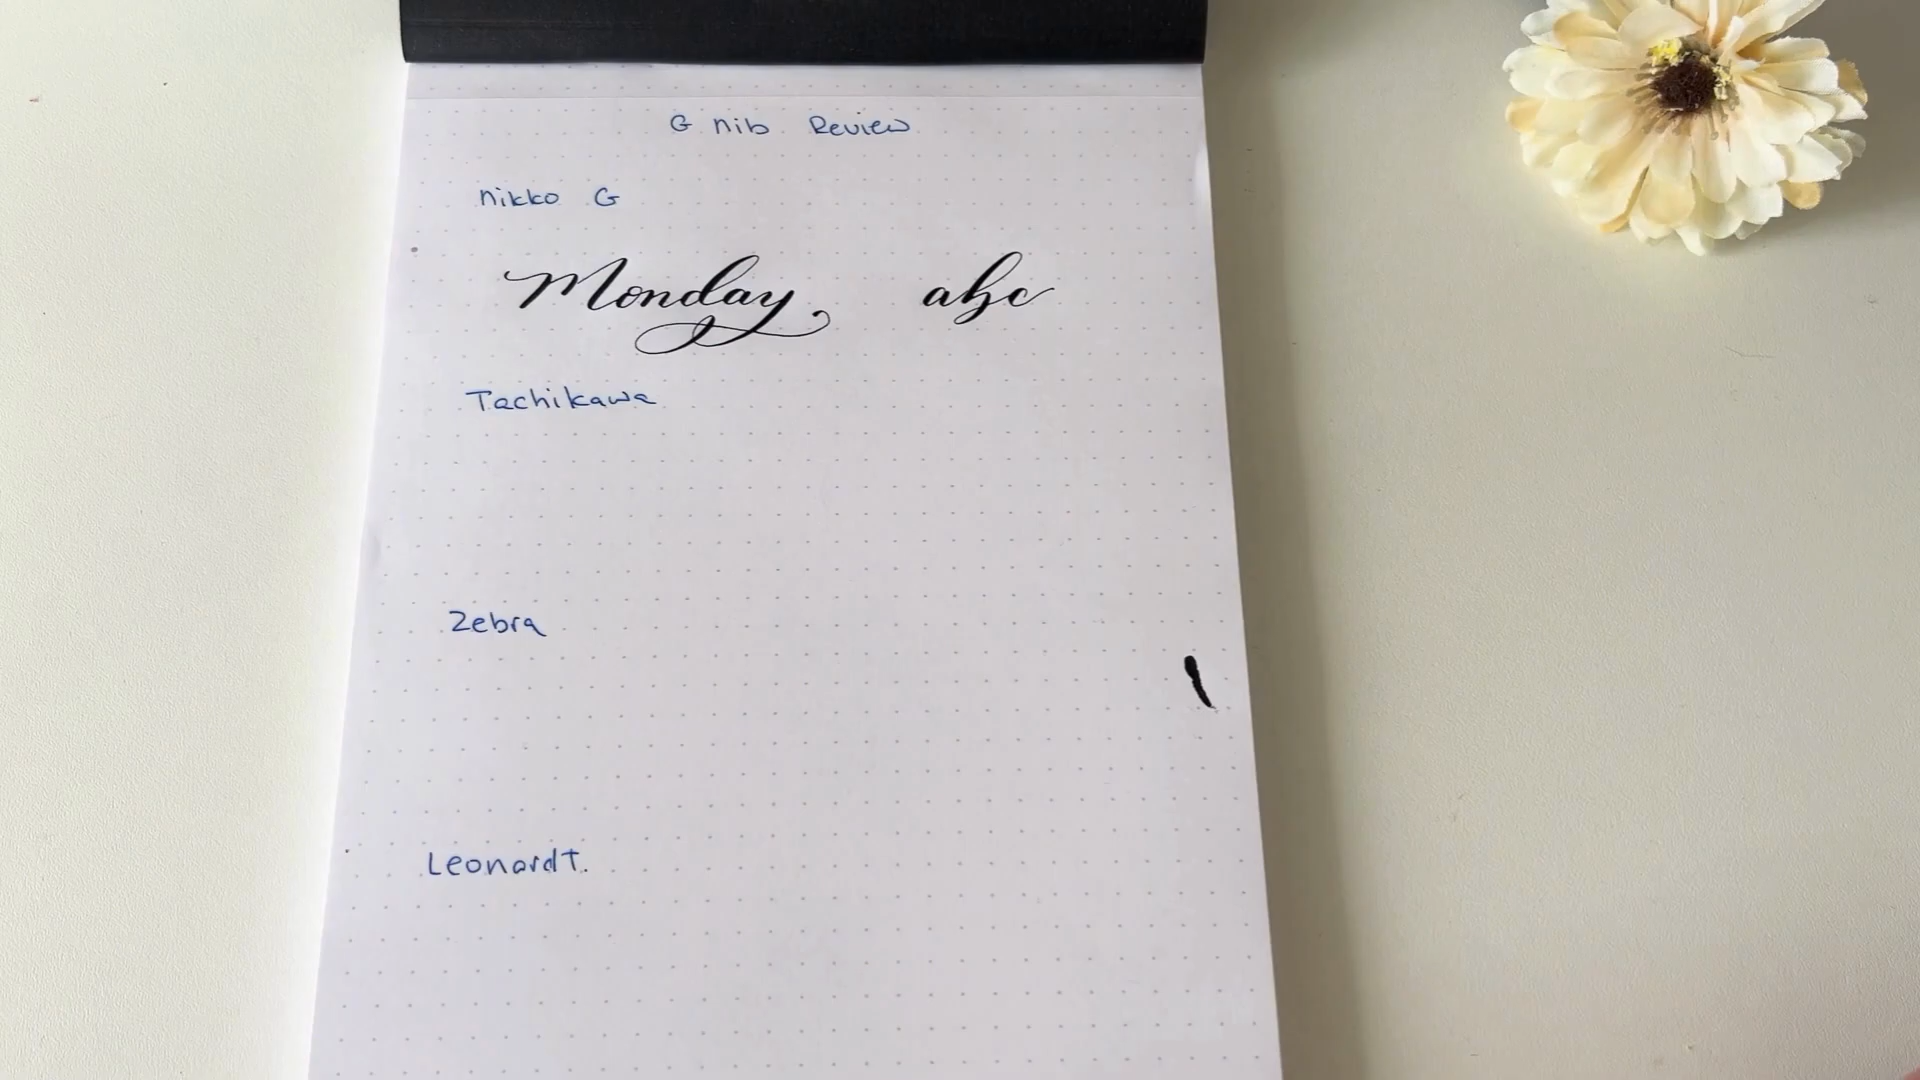 G nib Review
nikko G
Monday abc
Tachikawa
Zebra
Leonardt.